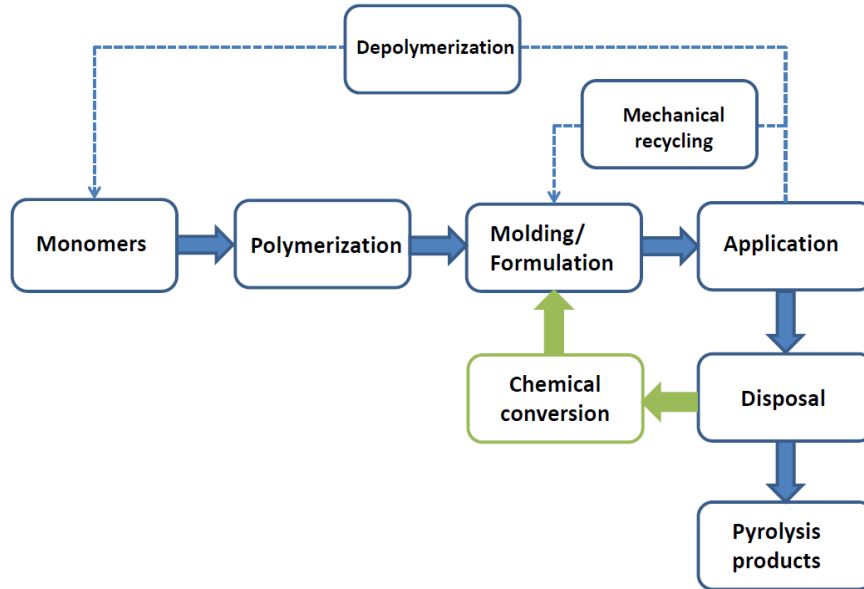 Depolymerization
Mechanical
recycling
Monomers
Polymerization
Molding/
Formulation
Application
Chemical
conversion
Disposal
Pyrolysis
products